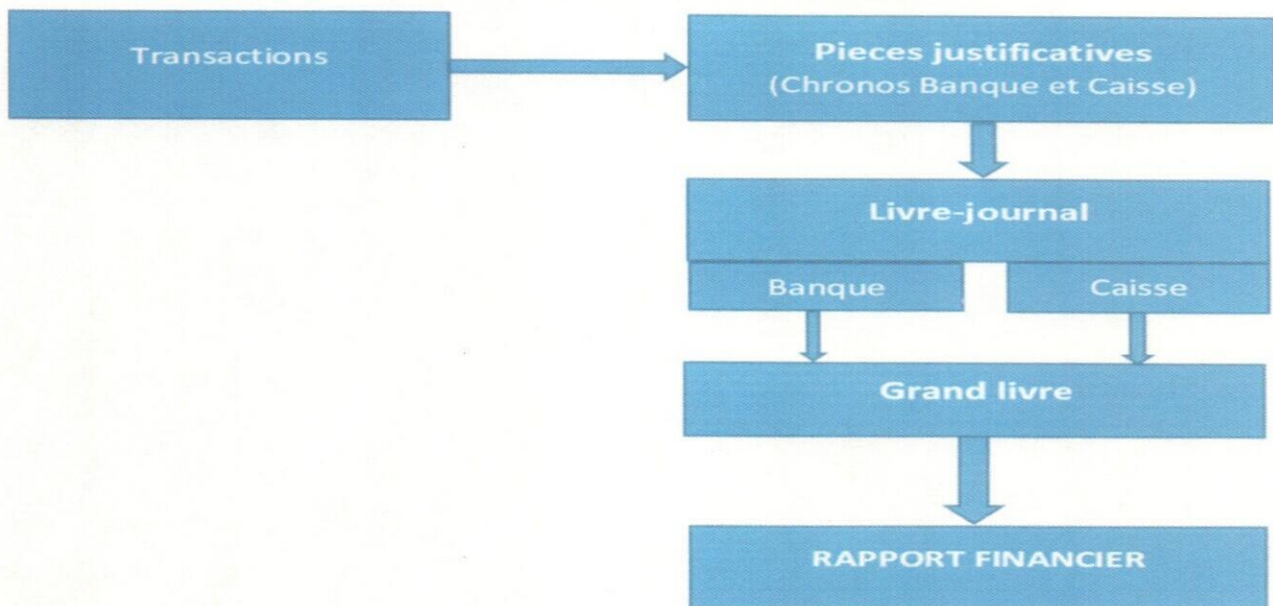 Transactions
Pieces justificatives
(Chronos Banque et Caisse)
Livre-journal
Banque
Caisse
Grand livre
RAPPORT FINANCIER